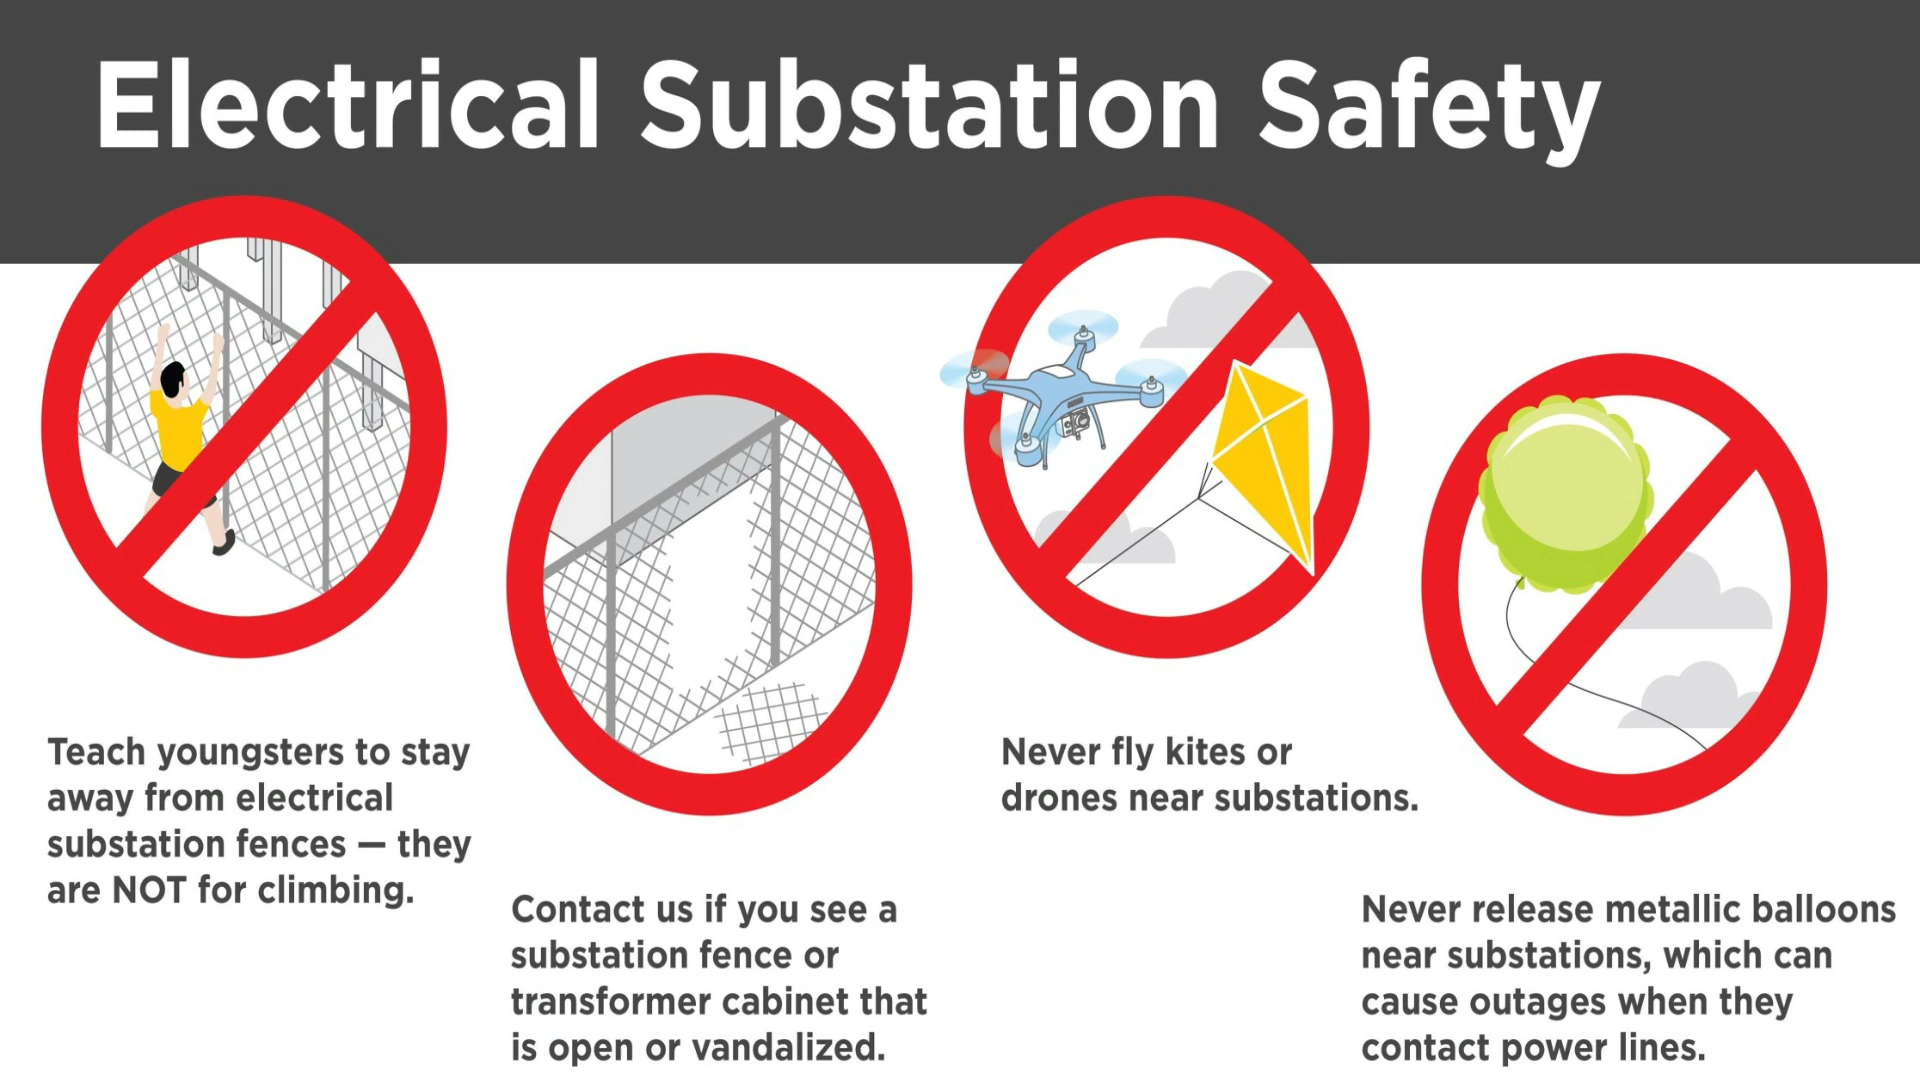 Electrical Substation Safety
Teach youngsters to stay
away from electrical
substation fences — they
are NOT for climbing.
Contact us if you see a
substation fence or
transformer cabinet that
is open or vandalized.
Never fly kites or
drones near substations.
Never release metallic balloons
near substations, which can
cause outages when they
contact power lines.